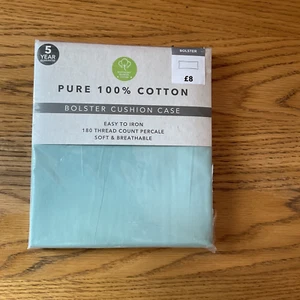 5
YEAR
BOLSTER
£8
PURE 100% COTTON
BOLSTER CUSHION CASE
EASY TO IRON
180 THREAD COUNT PERCALE
SOFT & BREATHABLE